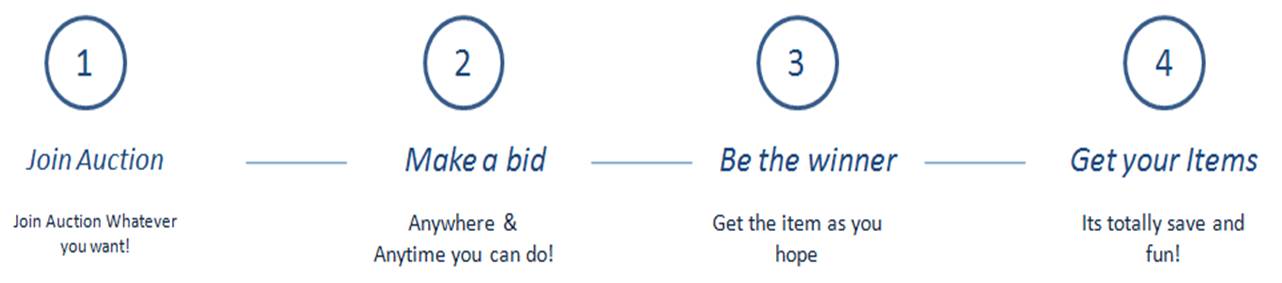 1
2
3
4
Join Auction
Make a bid
Be the winner
Get your Items
Join Auction Whatever
you want!
Anywhere &
Anytime you can do!
Get the item as you
hope
Its totally save and
fun!